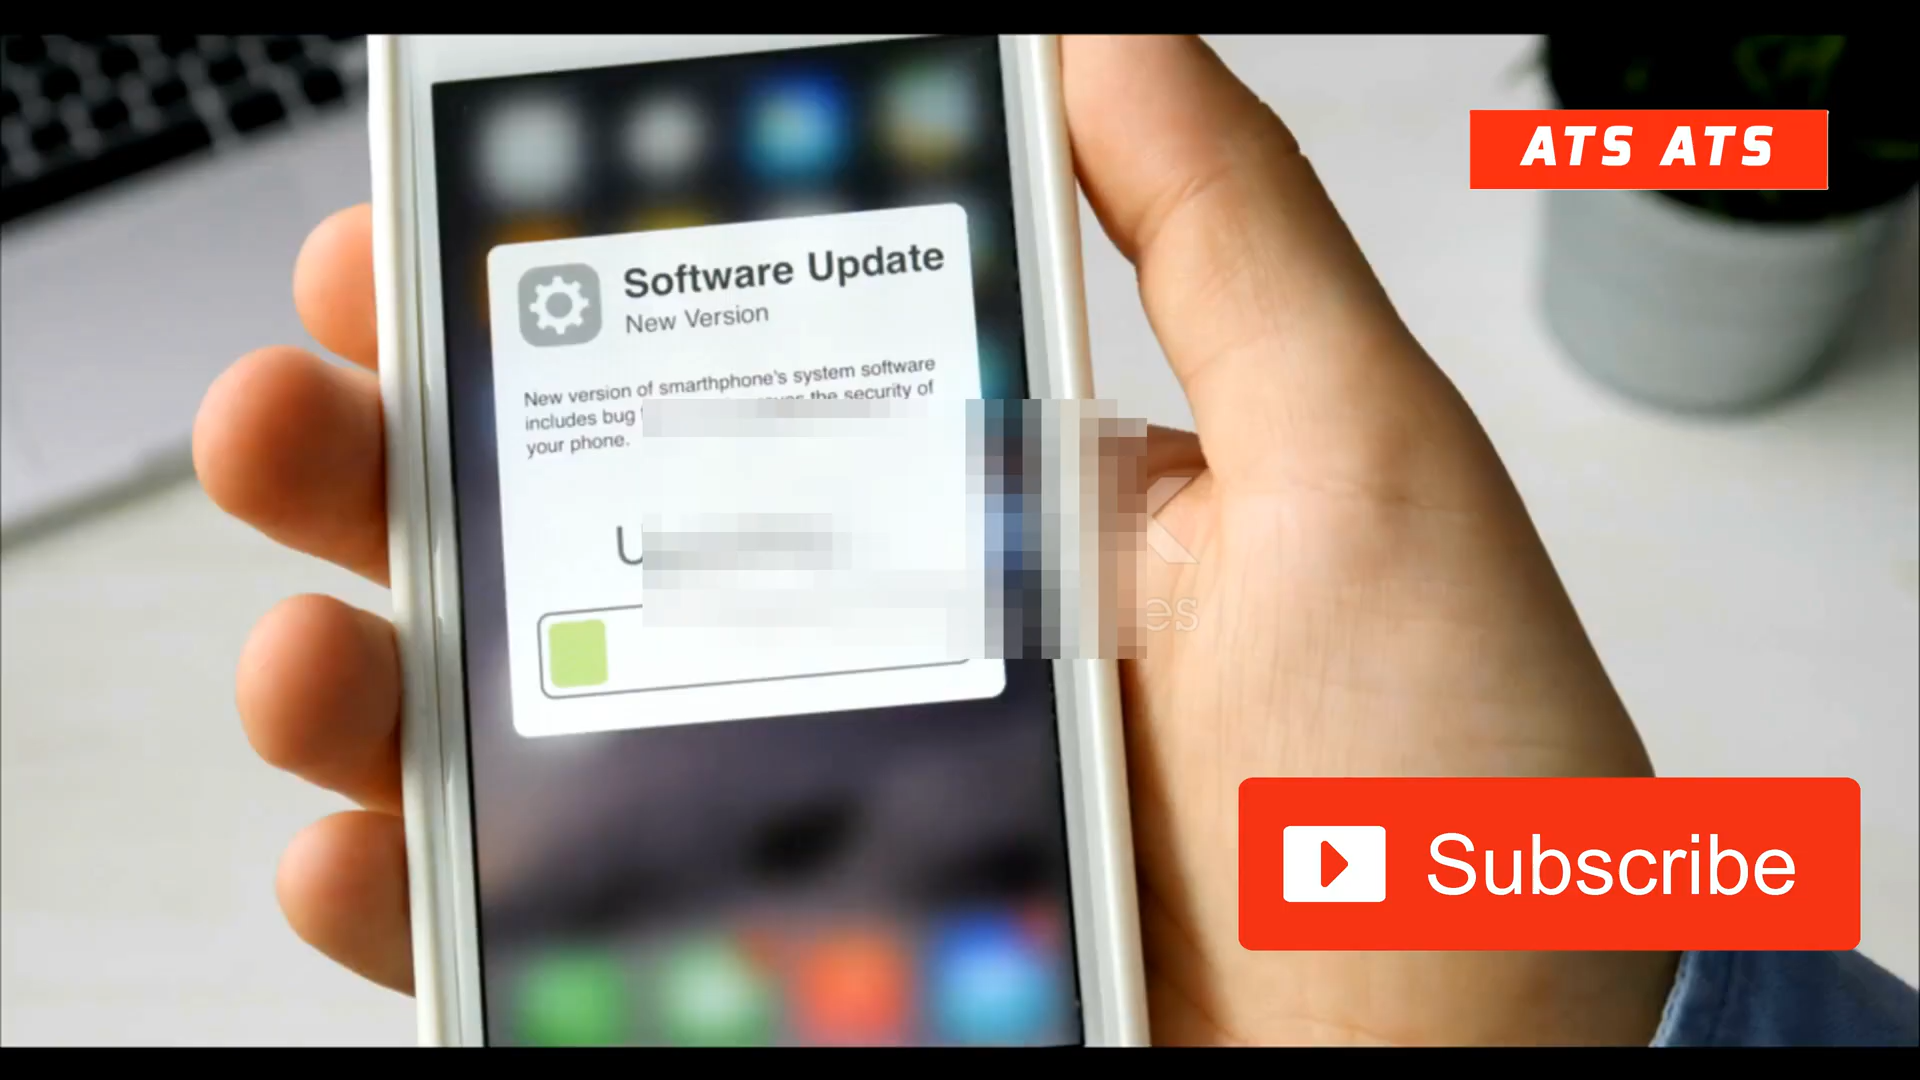 ATS ATS
Software Update
New Version
New version of smarthphone's system software
includes bug the security of
your phone.
Subscribe